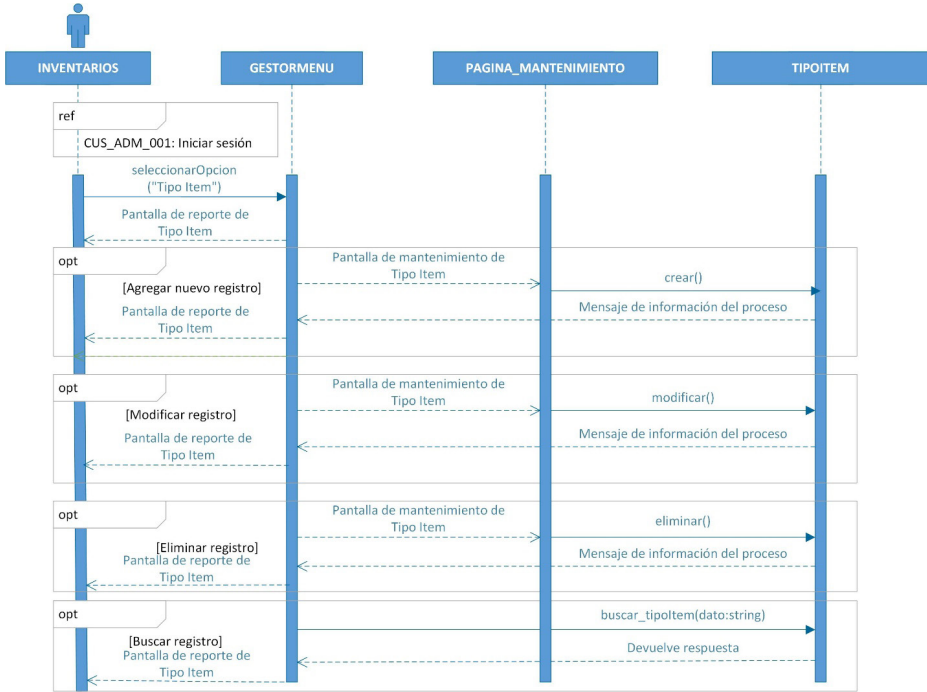 INVENTARIOS
GESTORMENU
PAGINA_MANTENIMIENTO
TIPOITEM
ref
CUS_ADM_001: Iniciar sesión
seleccionarOpcion
("Tipo Item")
Pantalla de reporte de
Tipo Item
opt
[Agregar nuevo registro]
Pantalla de mantenimiento de
Tipo Item
crear()
Mensaje de información del proceso
Pantalla de reporte de
Tipo Item
opt
[Modificar registro]
Pantalla de mantenimiento de
Tipo Item
modificar()
Mensaje de información del proceso
Pantalla de reporte de
Tipo Item
opt
[Eliminar registro]
Pantalla de mantenimiento de
Tipo Item
eliminar()
Mensaje de información del proceso
Pantalla de reporte de
Tipo Item
opt
[Buscar registro]
buscar_tipoItem(dato:string)
Devuelve respuesta
Pantalla de reporte de
Tipo Item